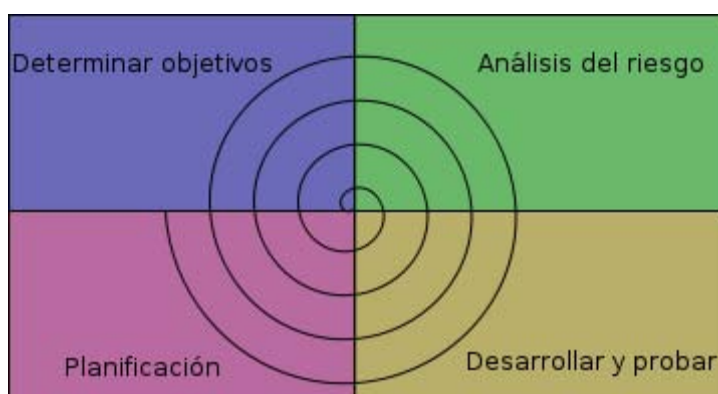 Determinar objetivos
Análisis del riesgo
Planificación
Desarrollar y probar